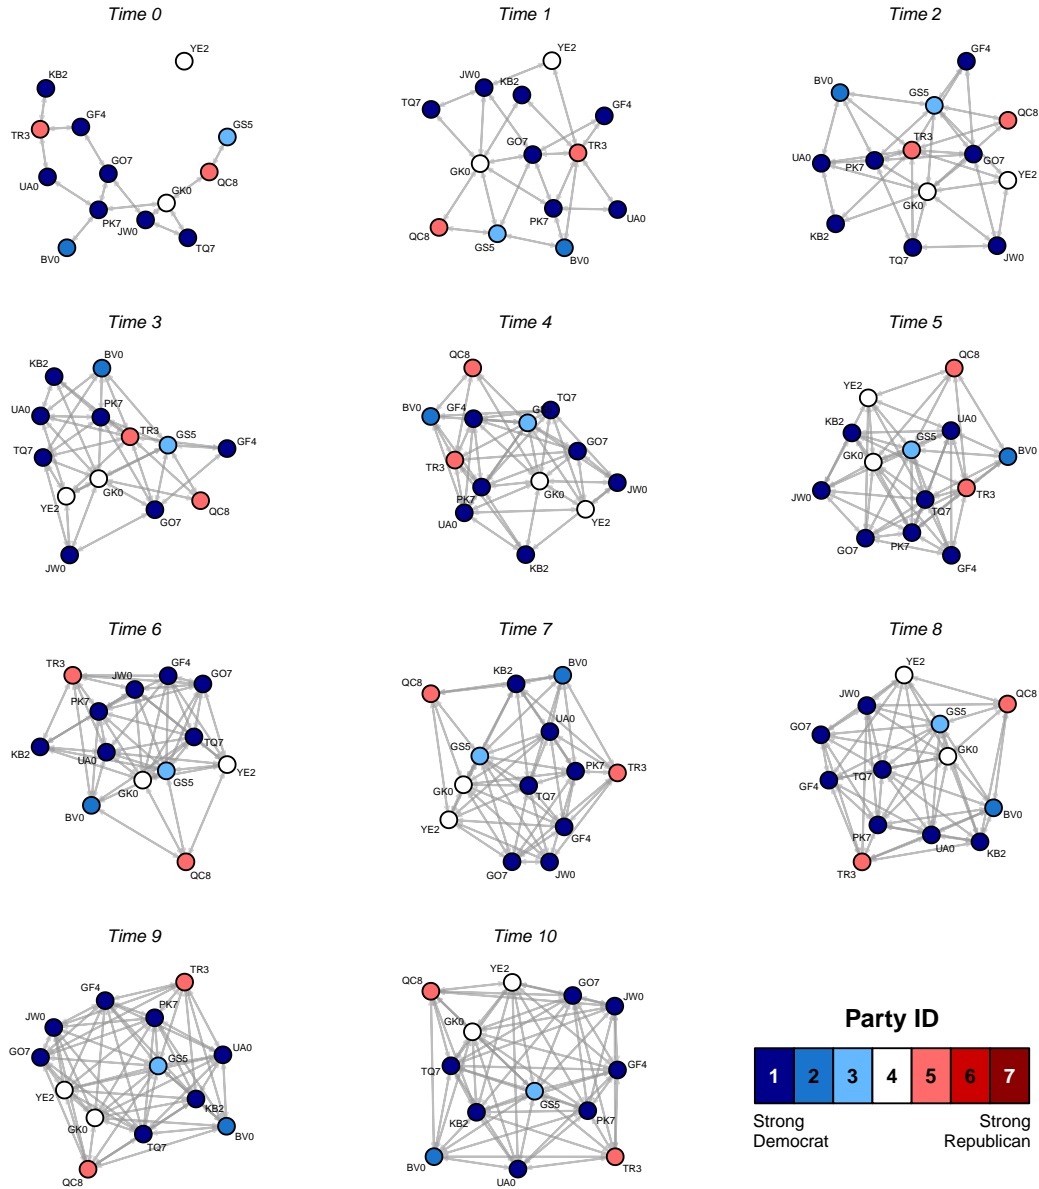 Time 0
YE2
KB2
GF4
TR3
GS5
GO7
QC8
UA0
GK0
PK7
JW0
TQ7
BV0
Time 1
YE2
JW0
KB2
TQ7
GF4
GO7
TR3
GK0
PK7
UA0
QC8
GS5
BV0
Time 2
GF4
BV0
GS5
QC8
TR3
UA0
PK7
GO7
YE2
GK0
KB2
TQ7
JW0
Time 3
BV0
KB2
UA0
PK7
TR3
GS5
GF4
TQ7
GK0
YE2
QC8
GO7
JW0
Time 4
QC8
TQ7
BV0
GF4
GS5
GO7
TR3
PK7
GK0
JW0
UA0
YE2
KB2
Time 5
QC8
YE2
KB2
UA0
GS5
GK0
BV0
JW0
TR3
TQ7
GO7
PK7
GF4
Time 6
TR3
GF4
GO7
JW0
PK7
TQ7
KB2
UA0
YE2
GK0
GS5
BV0
QC8
Time 7
BV0
QC8
KB2
UA0
GS5
PK7
TR3
GK0
TQ7
YE2
GF4
GO7
JW0
Time 8
YE2
JW0
QC8
GS5
GO7
GK0
TQ7
GF4
BV0
PK7
UA0
KB2
TR3
Time 9
TR3
GF4
PK7
JW0
GO7
UA0
GS5
YE2
KB2
GK0
BV0
TQ7
QC8
Time 10
YE2
QC8
GO7
JW0
GK0
TQ7
GF4
GS5
KB2
PK7
BV0
TR3
UA0
Party ID
1 2 3 4 5 6 7
Strong Democrat
Strong Republican